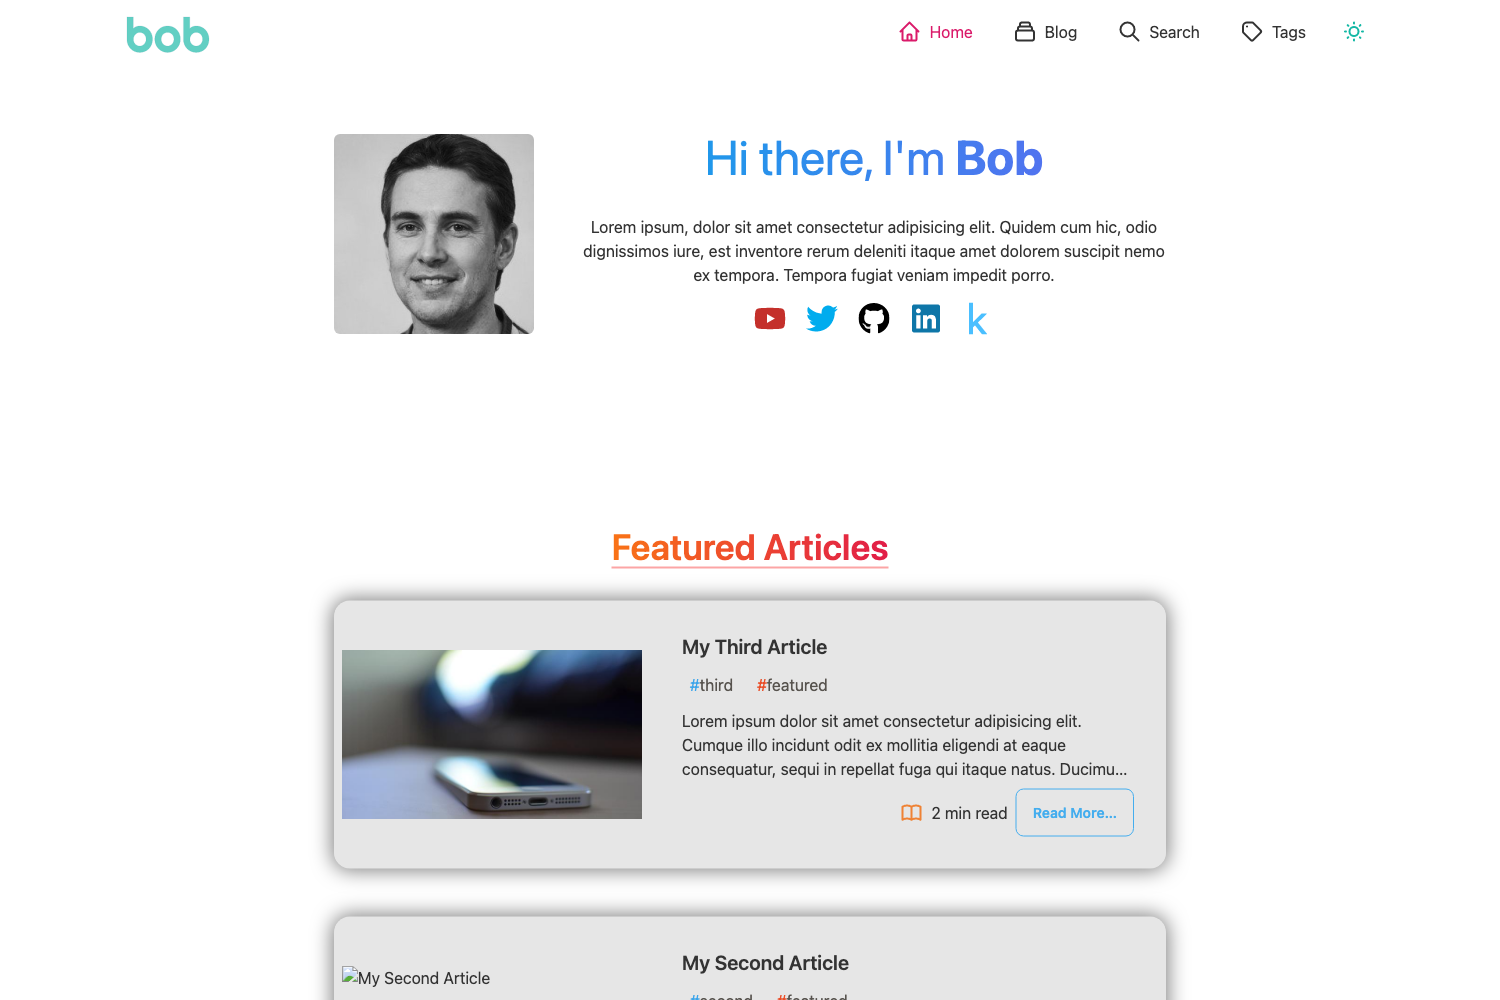 bob
Home
Blog
Search
Tags
Hi there, I'm Bob
Lorem ipsum, dolor sit amet consectetur adipisicing elit. Quidem cum hic, odio
dignissimos iure, est inventore rerum deleniti itaque amet dolorem suscipit nemo
ex tempora. Tempora fugiat veniam impedit porro.
in
k
Featured Articles
My Third Article
#third #featured
Lorem ipsum dolor sit amet consectetur adipisicing elit.
Cumque illo incidunt odit ex mollitia eligendi at eaque
consequatur, sequi in repellat fuga qui itaque natus. Ducimu...
2 min read
Read More...
My Second Article
My Second Article
#second #featured